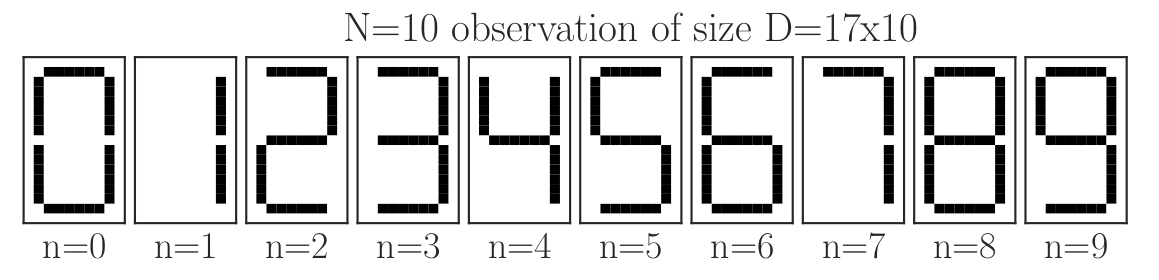 N=10 observation of size D=17x10
0 1 2 3 4 5 6 7 8 9
n=0 n=1 n=2 n=3 n=4 n=5 n=6 n=7 n=8 n=9